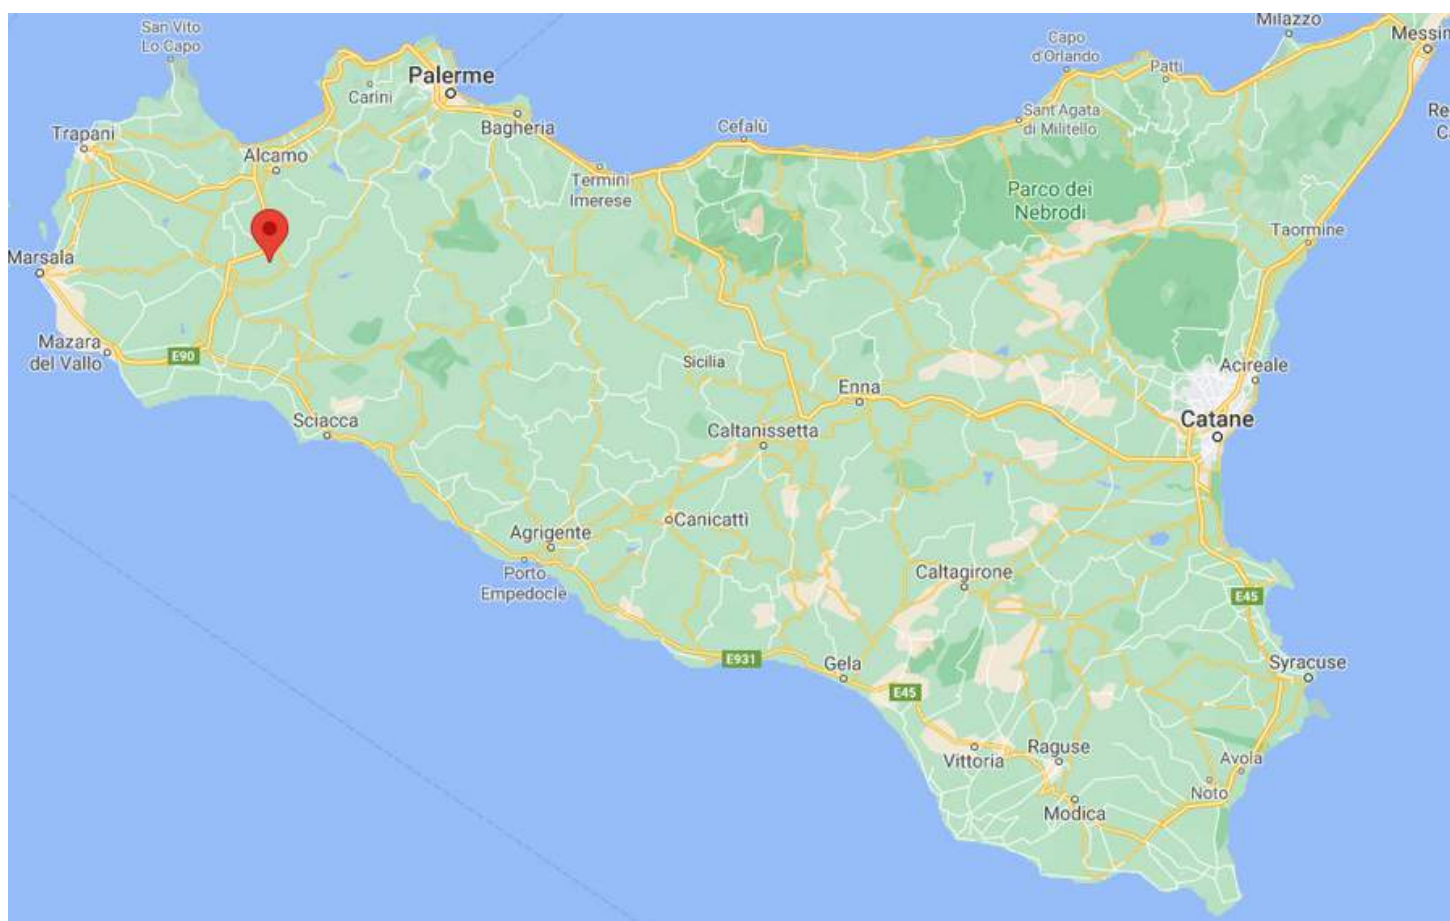 San Vito
Lo Capo
Milazzo
Messin
Capo
d'Orlando
Palerme
Patti
Carini
Re
C
Sant'Agata
di Militello
Bagheria
Cefalù
Trapani
Alcamo
Termini
Imerese
Parco dei
Nebrodi
Taormine
Marsala
Mazara
del Vallo
E90
Sicilia
Acireale
Enna
Sciacca
Catane
Caltanissetta
Canicattì
Agrigente
Porto
Empedocle
Caltagirone
E45
E931
Gela
Syracuse
E45
Raguse
Vittoria
Avola
Noto
Modica